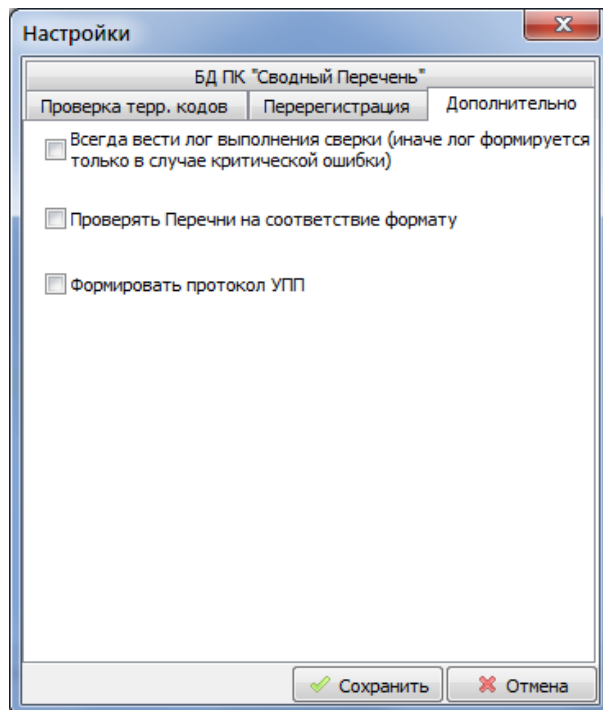 Настройки
БД ПК "Сводный Перечень"
Проверка терр. кодов
Перерегистрация
Дополнительно
Всегда вести лог выполнения сверки (иначе лог формируется
только в случае критической ошибки)
Проверять Перечни на соответствие формату
Формировать протокол УПП
Сохранить
Отмена